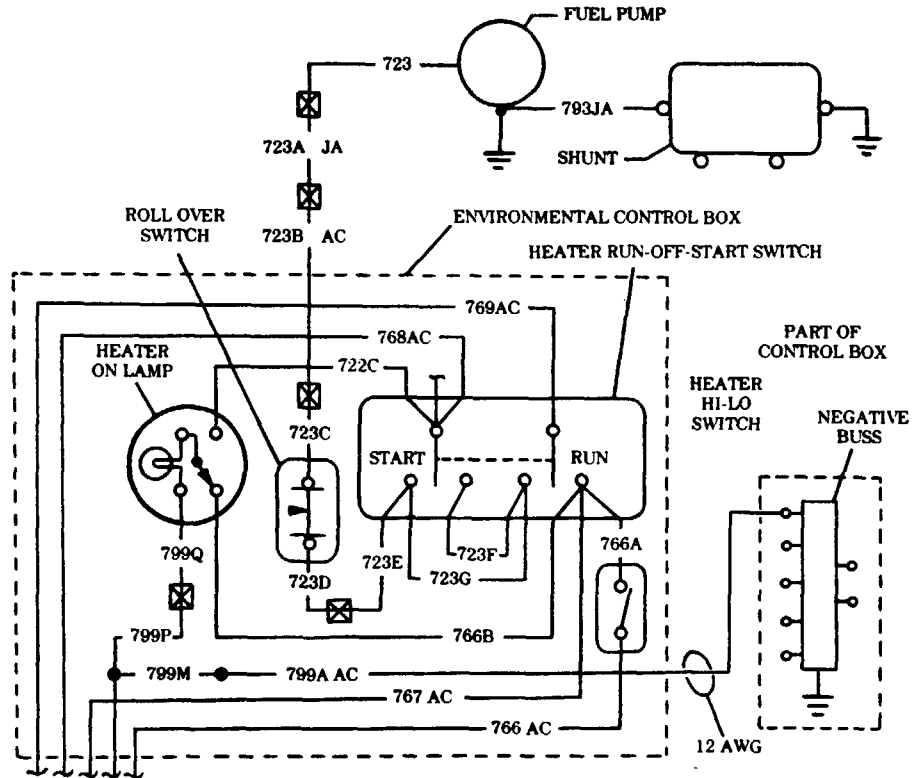 FUEL PUMP
723
793JA
SHUNT
723A JA
ROLL OVER
SWITCH
723B AC
ENVIRONMENTAL CONTROL BOX
HEATER RUN-OFF-START SWITCH
769AC
768AC
PART OF
CONTROL BOX
HEATER
ON LAMP
722C
HEATER
HI-LO
SWITCH
NEGATIVE
BUSS
723C
START
RUN
799Q
723D
723E
723F
723G
766A
799P
766B
799M
799A AC
767 AC
766 AC
12 AWG